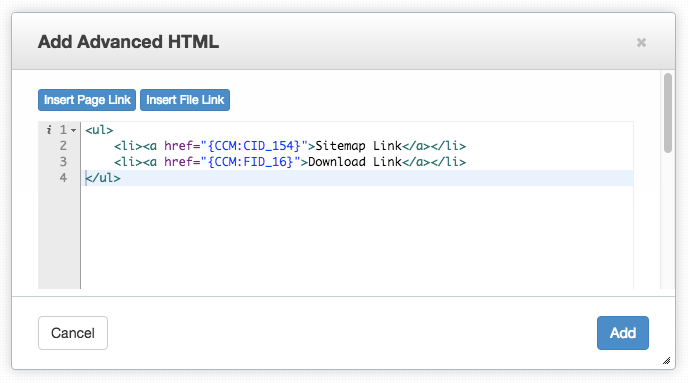 Add Advanced HTML ×
Insert Page Link Insert File Link
i 1 <ul>
2     <li><a href="{CCM:CID_154}">Sitemap Link</a></li>
3     <li><a href="{CCM:FID_16}">Download Link</a></li>
4 </ul>
Cancel Add